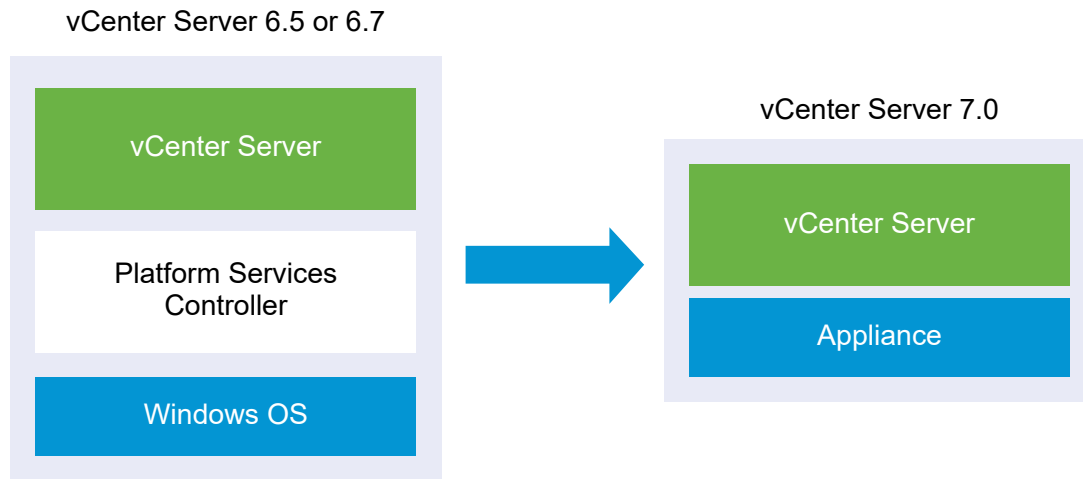 vCenter Server 6.5 or 6.7
vCenter Server
Platform Services
Controller
Windows OS
vCenter Server 7.0
vCenter Server
Appliance